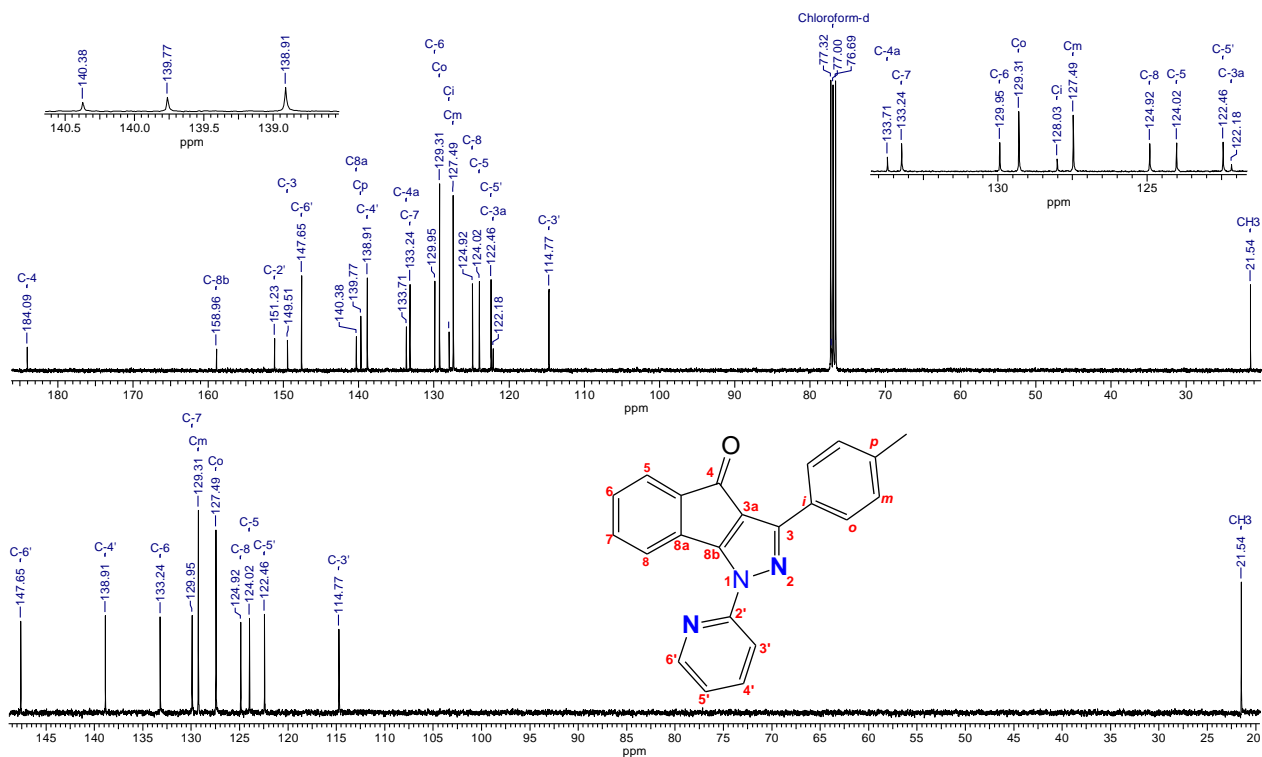 140.38
139.77
138.91
140.5 140.0 139.5 139.0
ppm
Chloroform-d
77.32
77.00
76.69
C-4a
C-7
C-6
Co
Ci
Cm
C-8
C-5
C-5'
C-3a
133.71
133.24
129.95
129.31
128.03
127.49
124.92
124.02
122.46
122.18
130 125
ppm
C-4
184.09
C-8b
158.96
C-2'
151.23
C-3
149.51
C-6'
147.65
C8a
140.38
Cp
139.77
C-4'
138.91
C-4a
133.71
C-7
133.24
C-6
129.95
Co
129.31
Ci
Cm
127.49
C-8
124.92
C-5
124.02
C-5'
122.46
C-3a
122.18
C-3'
114.77
CH3
21.54
180 170 160 150 140 130 120 110 100 90 80 70 60 50 40 30
ppm
C-6'
147.65
C-4'
138.91
C-6
133.24
C-7
129.95
Cm
129.31
Co
127.49
C-8
124.92
C-5
124.02
C-5'
122.46
C-3'
114.77
CH3
21.54
O
4
5
6
7
8
8a
8b
3a
3
i
o
m
p
N
1
N
2
N
2'
3'
4'
5'
6'
145 140 135 130 125 120 115 110 105 100 95 90 85 80 75 70 65 60 55 50 45 40 35 30 25 20
ppm